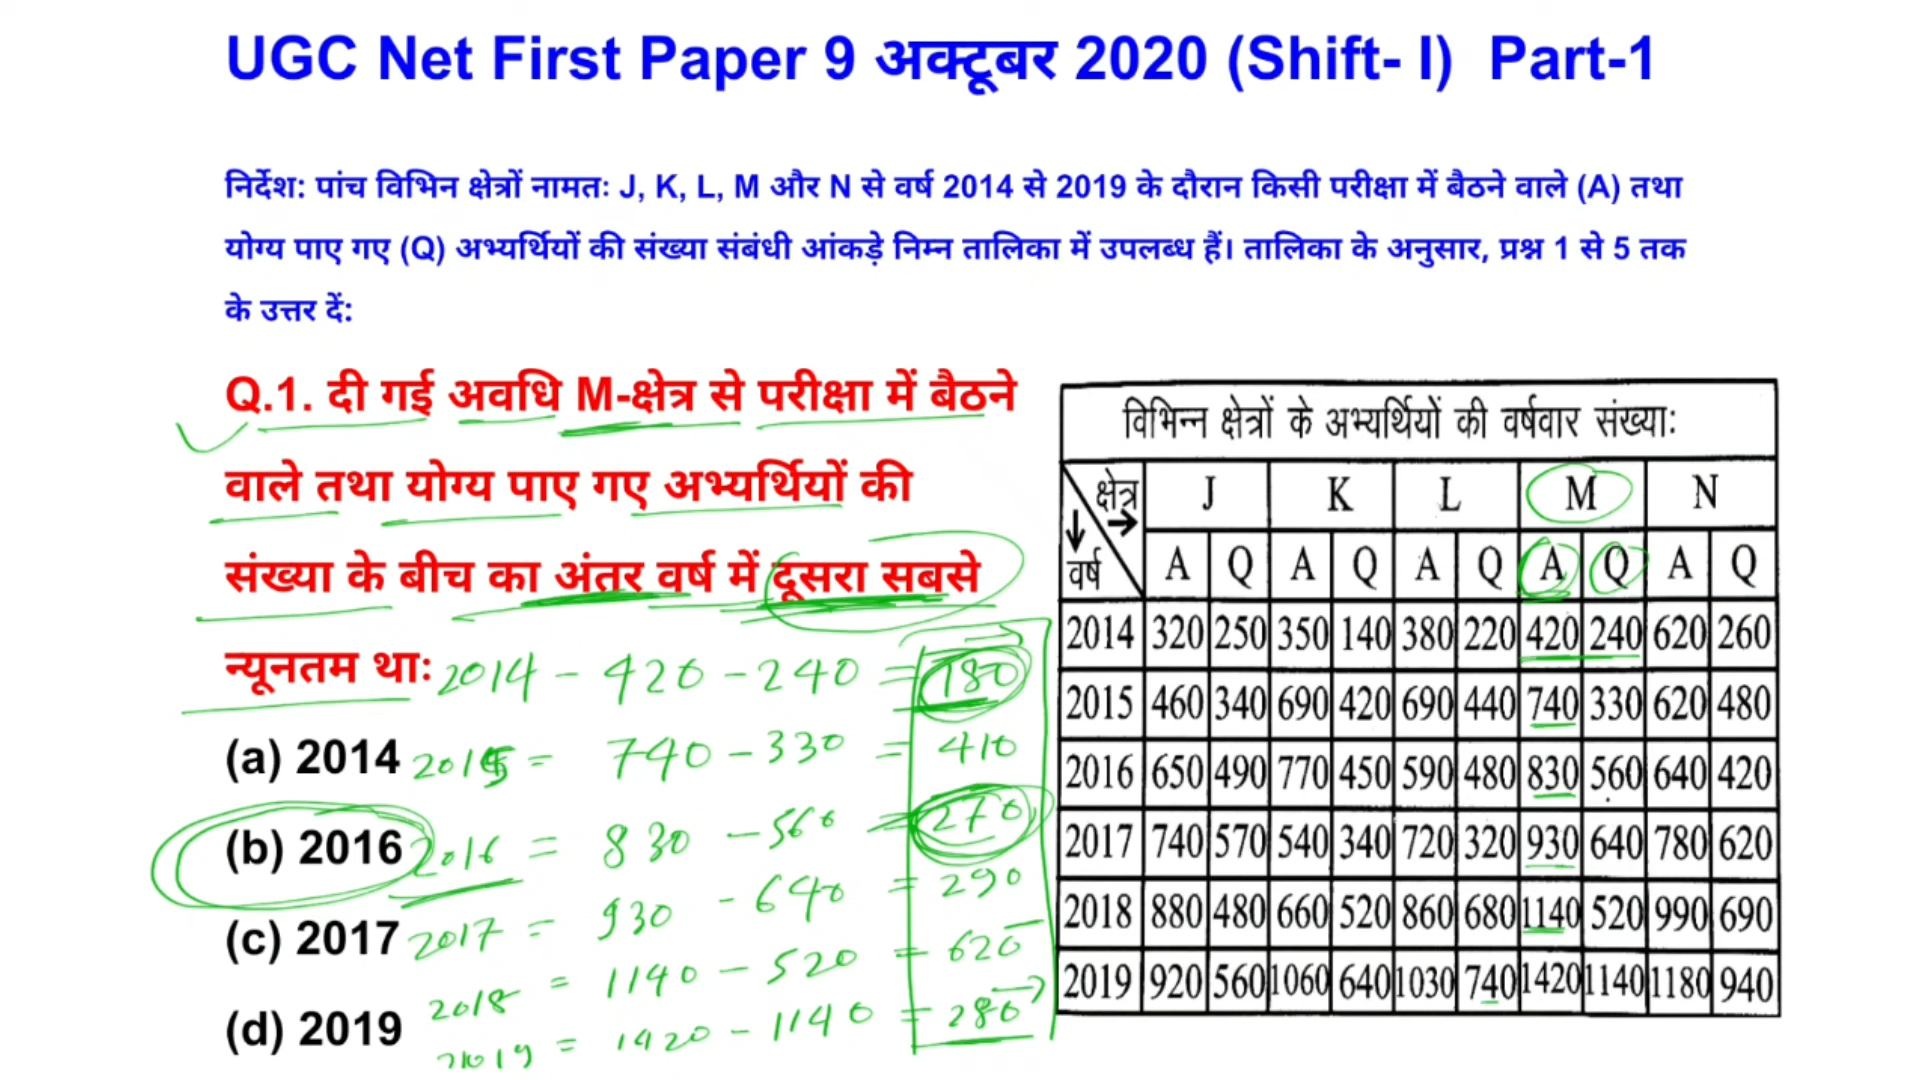 UGC Net First Paper 9 अक्टूबर 2020 (Shift- I)  Part-1
निर्देश: पांच विभिन क्षेत्रों नामतः J, K, L, M और N से वर्ष 2014 से 2019 के दौरान किसी परीक्षा में बैठने वाले (A) तथा
योग्य पाए गए (Q) अभ्यर्थियों की संख्या संबंधी आंकड़े निम्न तालिका में उपलब्ध हैं। तालिका के अनुसार, प्रश्न 1 से 5 तक
के उत्तर दें:
Q.1. दी गई अवधि M-क्षेत्र से परीक्षा में बैठने
वाले तथा योग्य पाए गए अभ्यर्थियों की
संख्या के बीच का अंतर वर्ष में दूसरा सबसे
न्यूनतम थाः 2014 - 420 - 240 = 180
(a) 2014 2015 = 740 - 330 = 410
(b) 2016 2016 = 830 - 560 = 270
(c) 2017 2017 = 930 - 640 = 290
2018 = 1140 - 520 = 620
(d) 2019 2019 = 1420 - 1140 = 280
विभिन्न क्षेत्रों के अभ्यर्थियों की वर्षवार संख्याः
क्षेत्र → J K L M N
↓ वर्ष A Q A Q A Q A Q A Q
2014 320 250 350 140 380 220 420 240 620 260
2015 460 340 690 420 690 440 740 330 620 480
2016 650 490 770 450 590 480 830 560 640 420
2017 740 570 540 340 720 320 930 640 780 620
2018 880 480 660 520 860 680 1140 520 990 690
2019 920 560 1060 640 1030 740 1420 1140 1180 940